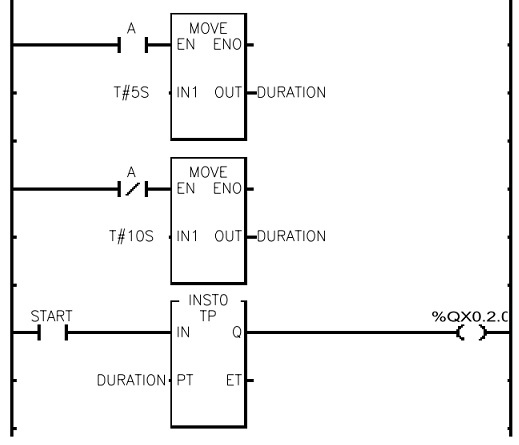 A
MOVE
EN ENO
T#5S IN1 OUT DURATION
A
MOVE
EN ENO
T#10S IN1 OUT DURATION
INST0
START TP %QX0.2.0
IN Q
DURATION PT ET